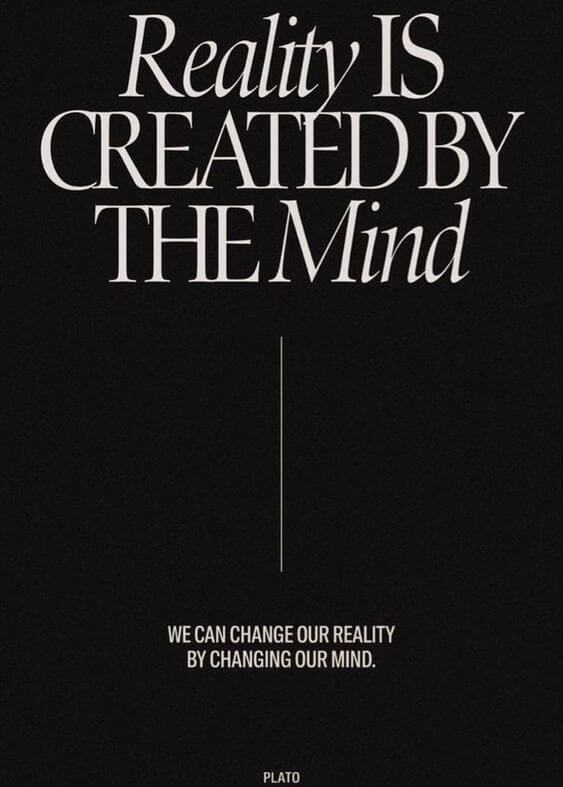 Reality IS
CREATED BY
THE Mind
WE CAN CHANGE OUR REALITY
BY CHANGING OUR MIND.
PLATO